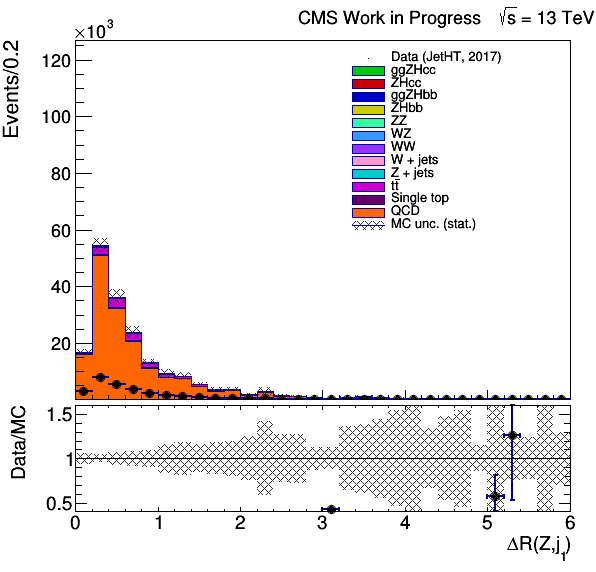 CMS Work in Progress √s = 13 TeV
×10³
Events/0.2
120
100
80
60
40
20
Data (JetHT, 2017)
ggZHcc
ZHcc
ggZHbb
ZHbb
ZZ
WZ
WW
W + jets
Z + jets
tt̄
Single top
QCD
MC unc. (stat.)
Data/MC
1.5
1
0.5
0 1 2 3 4 5 6
ΔR(Z,j₁)